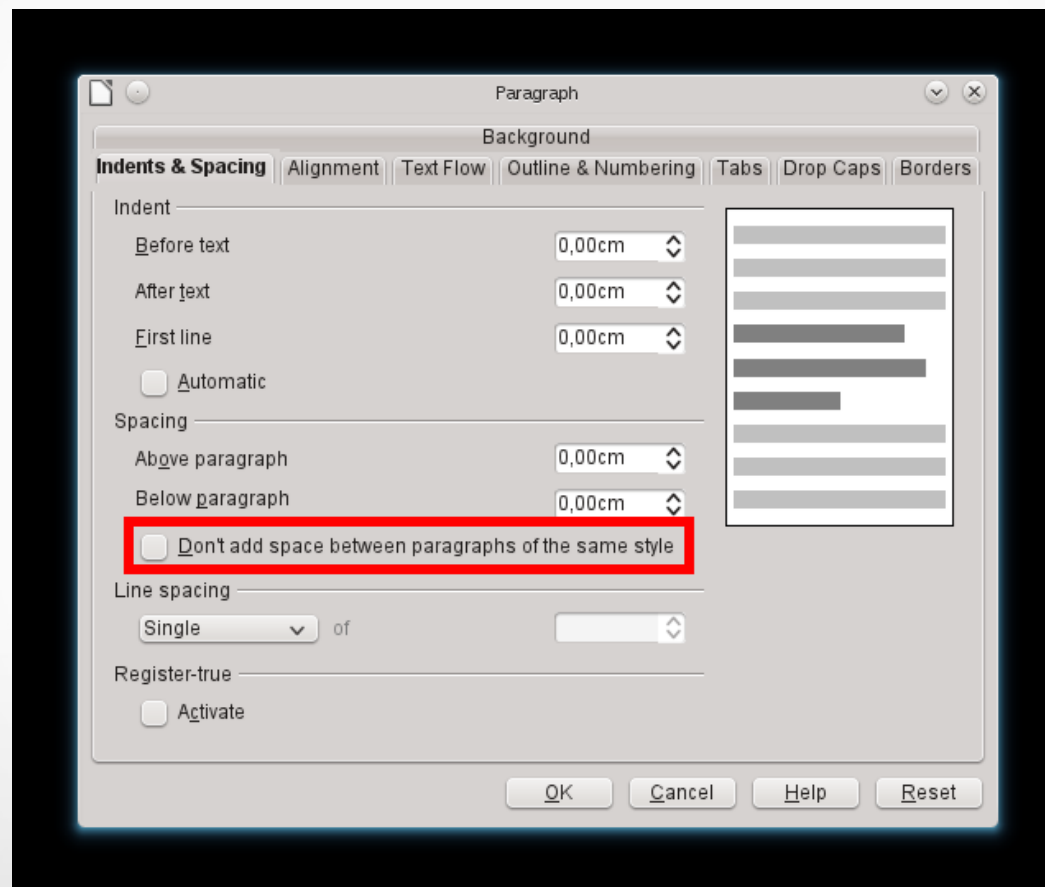 Paragraph
Background
Indents & Spacing Alignment Text Flow Outline & Numbering Tabs Drop Caps Borders
Indent
Before text 0,00cm
After text 0,00cm
First line 0,00cm
Automatic
Spacing
Above paragraph 0,00cm
Below paragraph 0,00cm
Don't add space between paragraphs of the same style
Line spacing
Single of
Register-true
Activate
OK Cancel Help Reset